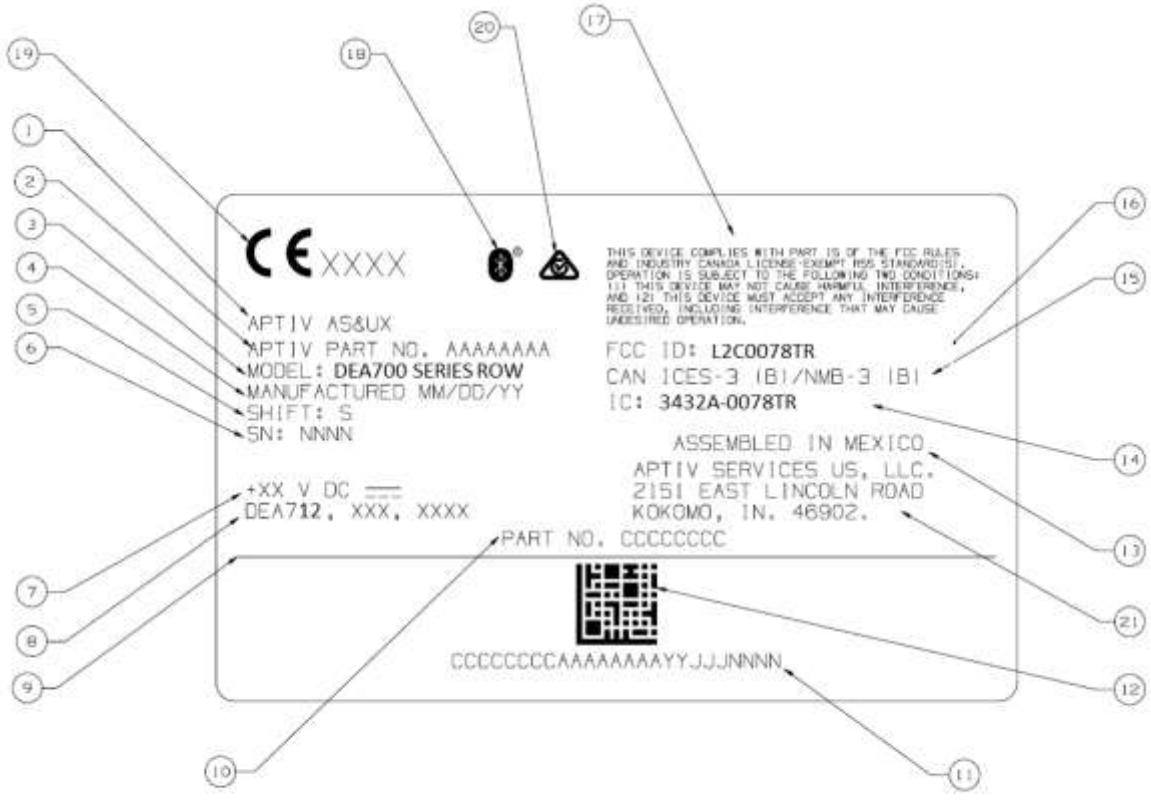 19
18
20
17
1
2
3
4
5
6
16
15
CE XXXX
®
THIS DEVICE COMPLIES WITH PART 15 OF THE FCC RULES
AND INDUSTRY CANADA LICENSE-EXEMPT RSS STANDARD(S).
OPERATION IS SUBJECT TO THE FOLLOWING TWO CONDITIONS:
(1) THIS DEVICE MAY NOT CAUSE HARMFUL INTERFERENCE,
AND (2) THIS DEVICE MUST ACCEPT ANY INTERFERENCE
RECEIVED, INCLUDING INTERFERENCE THAT MAY CAUSE
UNDESIRED OPERATION.
APTIV AS&UX
APTIV PART NO. AAAAAAAA
MODEL: DEA700 SERIES ROW
MANUFACTURED MM/DD/YY
SHIFT: S
SN: NNNN
FCC ID: L2C0078TR
CAN ICES-3 (B)/NMB-3 (B)
IC: 3432A-0078TR
ASSEMBLED IN MEXICO
APTIV SERVICES US, LLC.
2151 EAST LINCOLN ROAD
KOKOMO, IN. 46902.
+XX V DC
DEA712, XXX, XXXX
PART NO. CCCCCCCC
CCCCCCCCAAAAAAAAYYJJJNNNN
14
13
7
8
21
9
12
10
11